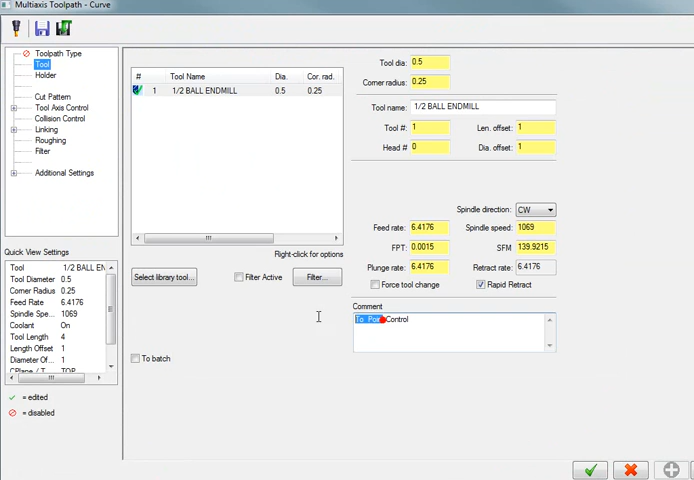 Multiaxis Toolpath - Curve
Toolpath Type
Tool
Holder
Cut Pattern
Tool Axis Control
Collision Control
Linking
Roughing
Filter
Additional Settings
Quick View Settings
Tool 1/2 BALL EN
Tool Diameter 0.5
Corner Radius 0.25
Feed Rate 6.4176
Spindle Spe... 1069
Coolant On
Tool Length 4
Length Offset 1
Diameter Of... 1
CPlane / T... TOP
= edited
= disabled
# Tool Name Dia. Cor. rad.
1 1/2 BALL ENDMILL 0.5 0.25
Right-click for options
Select library tool...
Filter Active
Filter...
To batch
Tool dia: 0.5
Corner radius: 0.25
Tool name: 1/2 BALL ENDMILL
Tool #: 1 Len. offset: 1
Head # 0 Dia. offset: 1
Spindle direction: CW
Feed rate: 6.4176 Spindle speed: 1069
FPT: 0.0015 SFM 139.9215
Plunge rate: 6.4176 Retract rate: 6.4176
Force tool change Rapid Retract
Comment
To Poin Control